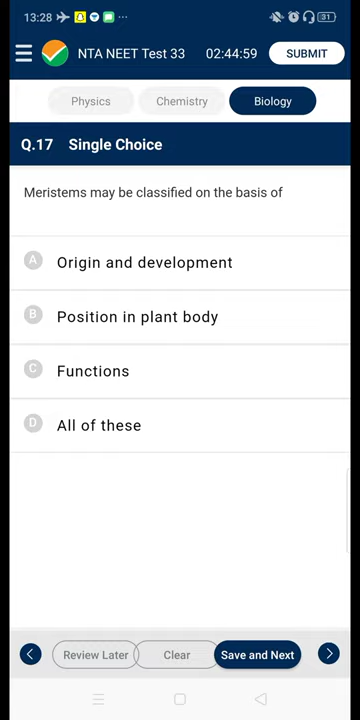 13:28 31
NTA NEET Test 33 02:44:59 SUBMIT
Physics Chemistry Biology
Q.17 Single Choice
Meristems may be classified on the basis of
A Origin and development
B Position in plant body
C Functions
D All of these
Review Later Clear Save and Next